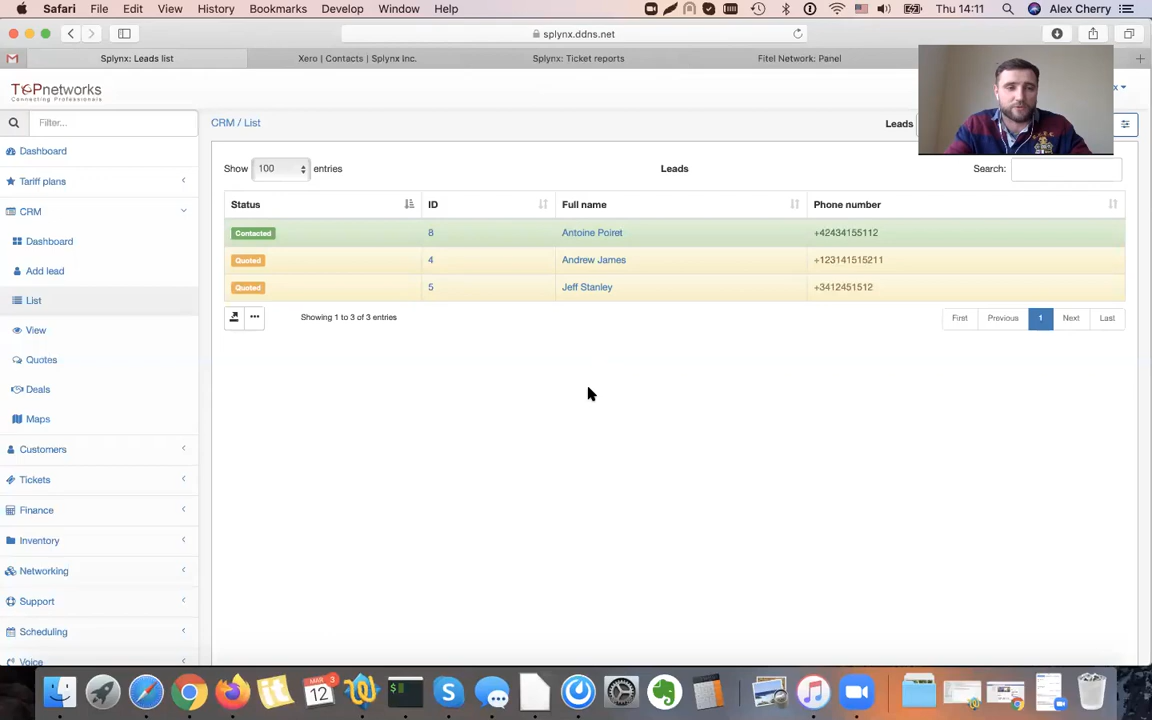 Safari File Edit View History Bookmarks Develop Window Help Thu 14:11 Alex Cherry
splynx.ddns.net
Splynx: Leads list Xero | Contacts | Splynx Inc. Splynx: Ticket reports Fitel Network: Panel
TOPnetworks
Connecting Professionals
Filter...
CRM / List
Leads
Dashboard
Tariff plans
CRM
Dashboard
Add lead
List
View
Quotes
Deals
Maps
Customers
Tickets
Finance
Inventory
Networking
Support
Scheduling
Voice
Show 100 entries
Leads
Search:
Status ID Full name Phone number
Contacted 8 Antoine Poiret +42434155112
Quoted 4 Andrew James +123141515211
Quoted 5 Jeff Stanley +3412451512
Showing 1 to 3 of 3 entries
First Previous 1 Next Last
MAR
12
3